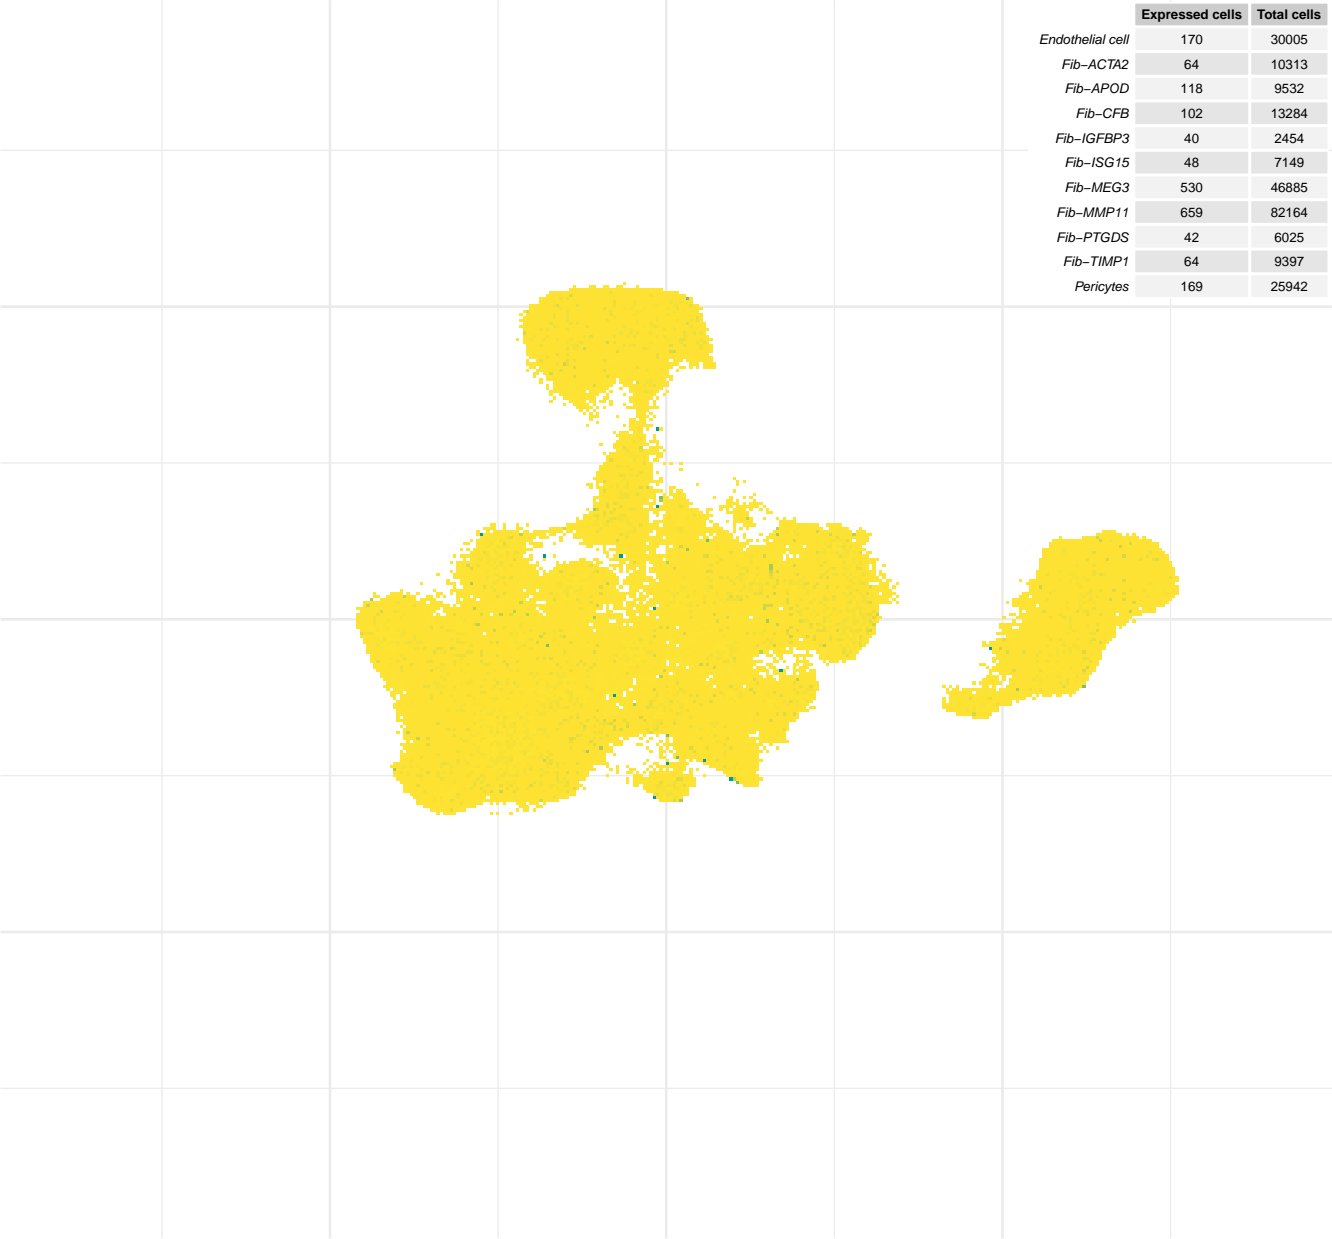 Expressed cells Total cells
Endothelial cell 170 30005
Fib−ACTA2 64 10313
Fib−APOD 118 9532
Fib−CFB 102 13284
Fib−IGFBP3 40 2454
Fib−ISG15 48 7149
Fib−MEG3 530 46885
Fib−MMP11 659 82164
Fib−PTGDS 42 6025
Fib−TIMP1 64 9397
Pericytes 169 25942